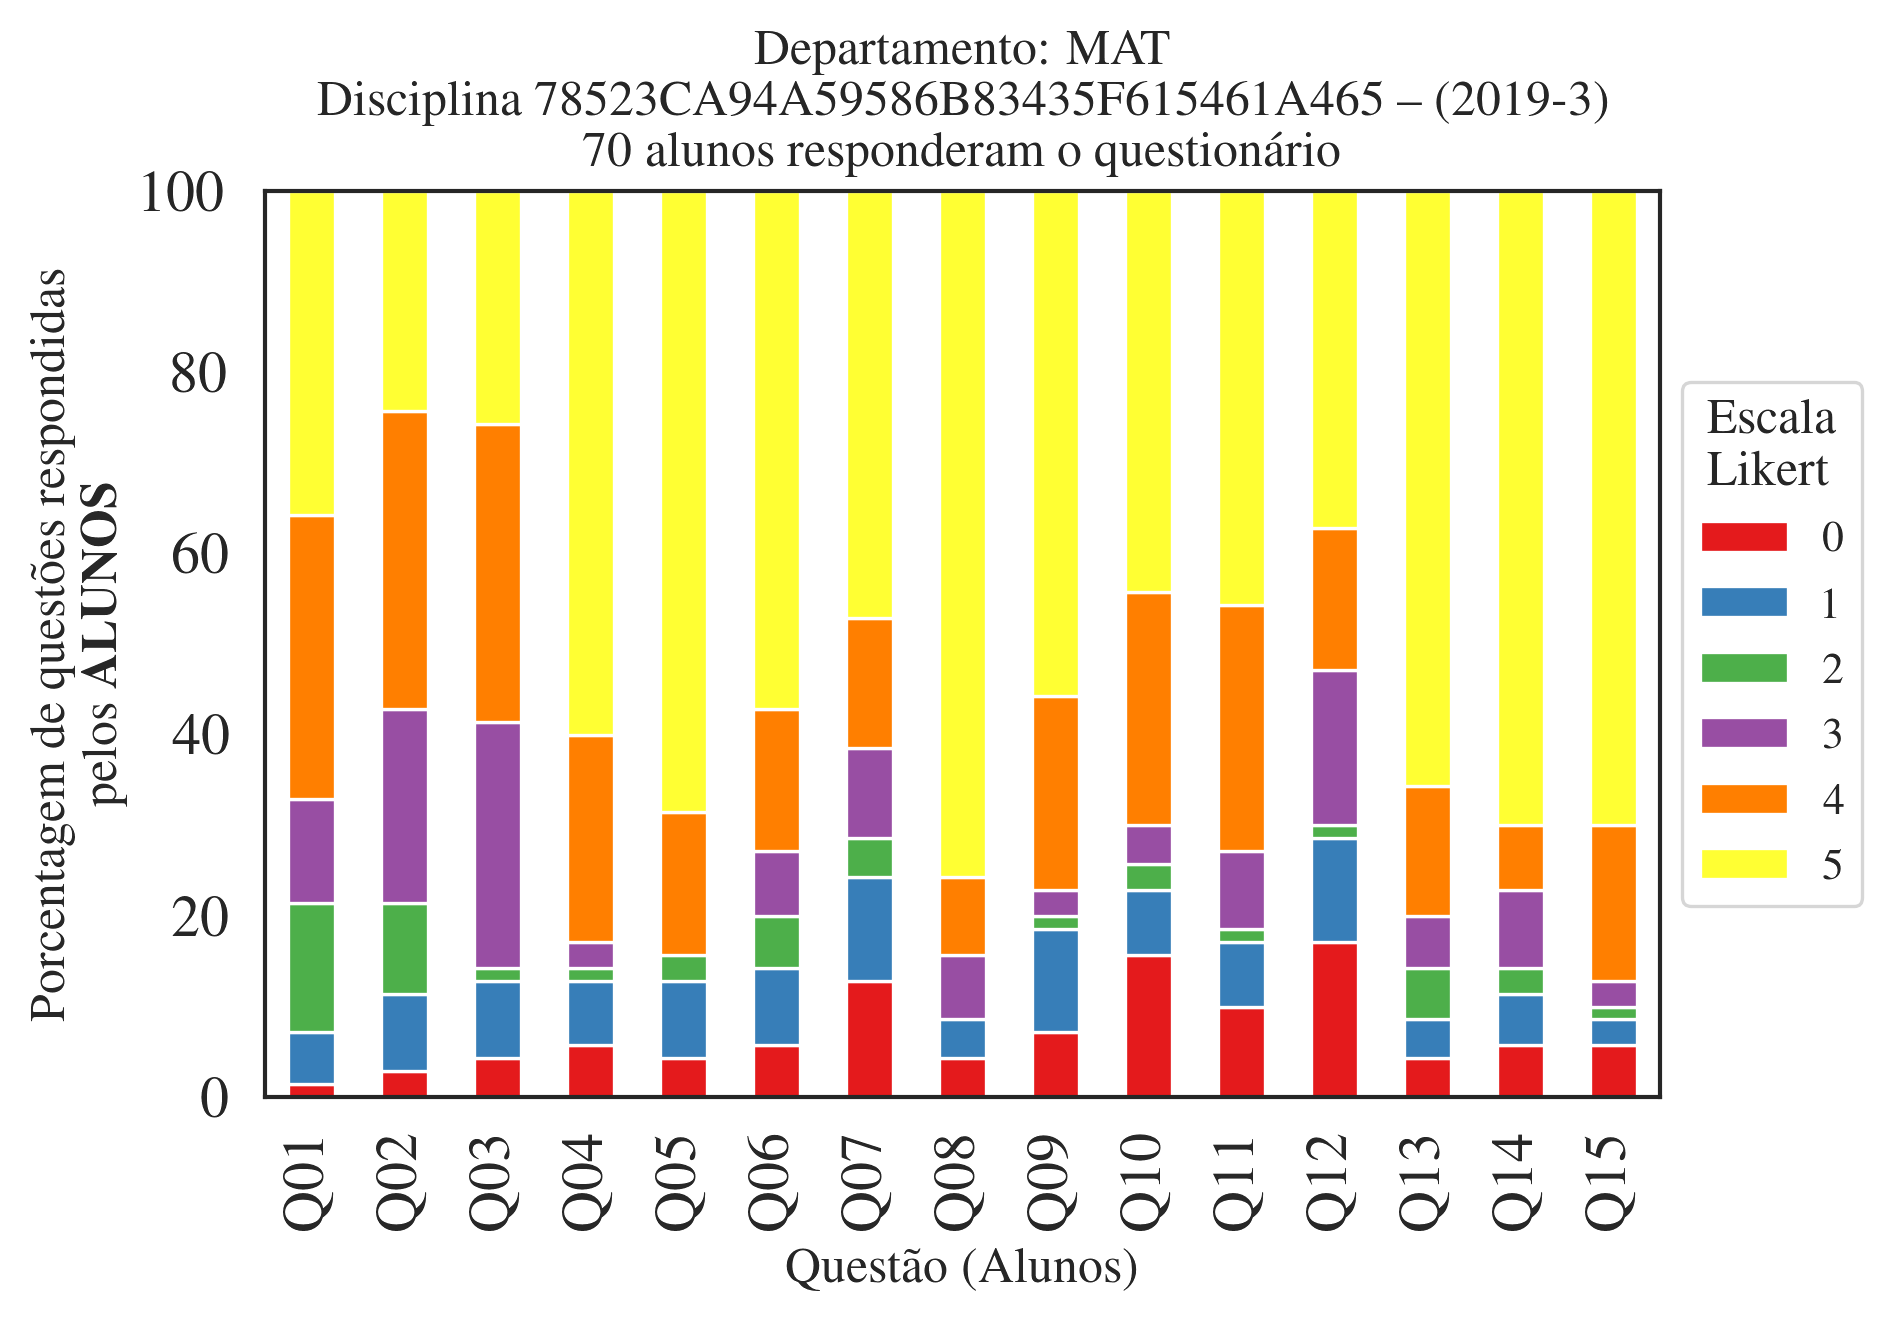 Departamento: MAT
Disciplina 78523CA94A59586B83435F615461A465 – (2019-3)
70 alunos responderam o questionário
Porcentagem de questões respondidas
pelos ALUNOS
100
80
60
40
20
0
Q01
Q02
Q03
Q04
Q05
Q06
Q07
Q08
Q09
Q10
Q11
Q12
Q13
Q14
Q15
Questão (Alunos)
Escala
Likert
0
1
2
3
4
5